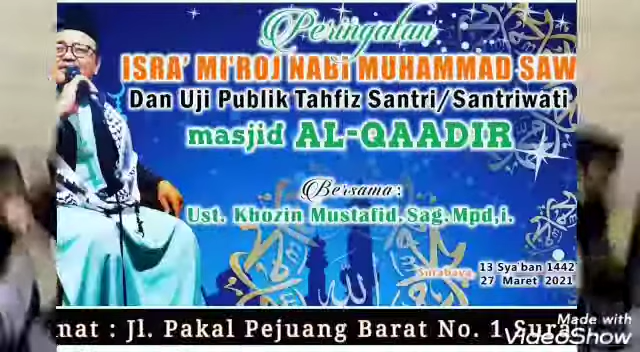 Peringatan
ISRA' MI'ROJ NABI MUHAMMAD SAW
Dan Uji Publik Tahfiz Santri/Santriwati
masjid AL-QAADIR
Bersama :
Ust. Khozin Mustafid.Sag.Mpd,i.
Surabaya,
13 Sya'ban 1442
27 Maret 2021
mat : Jl. Pakal Pejuang Barat No. 1 Sura
Made with
VideoShow